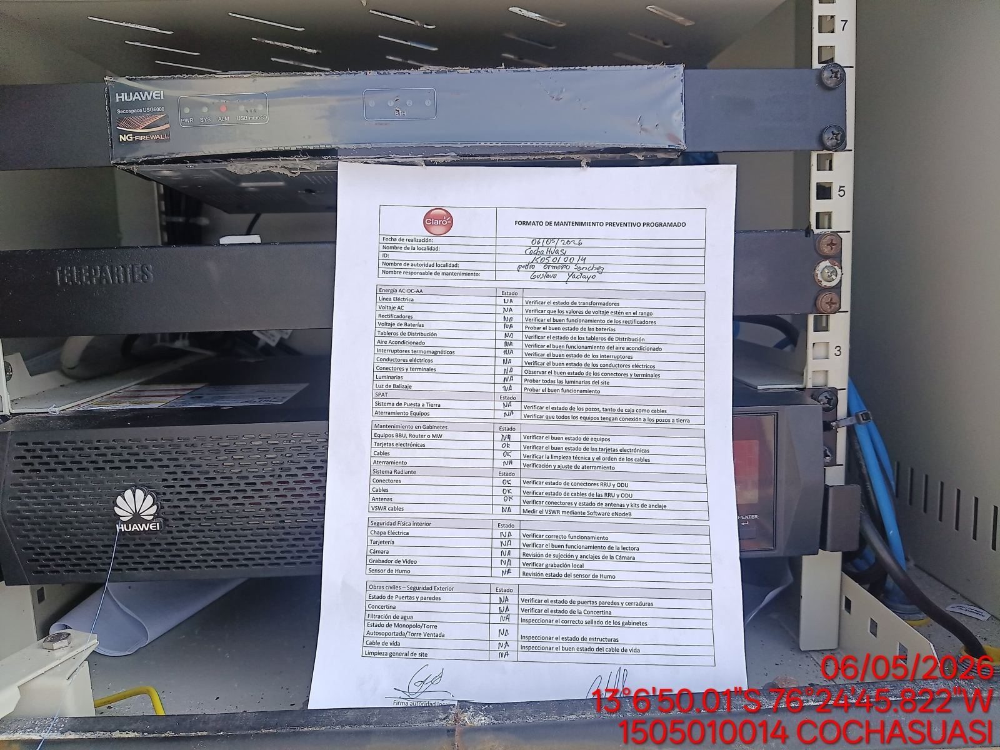 7
HUAWEI
Secospace USG6000
NG-FIREWALL
PWR SYS ALM USB micro SD
0 1 2 3
ETH
5
Claro
FORMATO DE MANTENIMIENTO PREVENTIVO PROGRAMADO
Fecha de realización: 06/05/2026
Nombre de la localidad: Cocha Huasi
ID: 1505010014
Nombre de autoridad localidad: pedro ormeño Sanchez
Nombre responsable de mantenimiento: Gustavo Yactayo
TELEPARTES
Energía AC-DC-AA Estado
Línea Eléctrica NA Verificar el estado de transformadores
Voltaje AC NA Verificar que los valores de voltaje estén en el rango
Rectificadores NA Verificar el buen funcionamiento de los rectificadores
Voltaje de Baterías NA Probar el buen estado de las baterías
Tableros de Distribución NA Verificar el estado de los tableros de Distribución
Aire Acondicionado NA Verificar el buen funcionamiento del aire acondicionado
Interruptores termomagnéticos NA Verificar el buen estado de los interruptores
Conductores eléctricos NA Verificar el buen estado de los conductores eléctricos
Conectores y terminales NA Observar el buen estado de los conectores y terminales
Luminarias NA Probar todas las luminarias del site
Luz de Balizaje NA Probar el buen funcionamiento
SPAT Estado
Sistema de Puesta a Tierra NA Verificar el estado de los pozos, tanto de caja como cables
Aterramiento Equipos NA Verificar que todos los equipos tengan conexión a los pozos a tierra
3
Mantenimiento en Gabinetes Estado
Equipos BBU, Router o MW NA Verificar el buen estado de equipos
Tarjetas electrónicas OK Verificar el buen estado de las tarjetas electrónicas
Cables OK Verificar la limpieza técnica y el orden de los cables
Aterramiento NA Verificación y ajuste de aterramiento
Sistema Radiante Estado
Conectores OK Verificar estado de conectores RRU y ODU
Cables OK Verificar estado de cables de las RRU y ODU
Antenas OK Verificar conectores y estado de antenas y kits de anclaje
VSWR cables NA Medir el VSWR mediante Software eNodeB
HUAWEI
F/ENTER
Seguridad Física interior Estado
Chapa Eléctrica NA Verificar correcto funcionamiento
Tarjetería NA Verificar el buen funcionamiento de la lectora
Cámara NA Revisión de sujeción y anclajes de la Cámara
Grabador de Video NA Verificar grabación local
Sensor de Humo NA Revisión estado del sensor de Humo
Obras civiles – Seguridad Exterior Estado
Estado de Puertas y paredes NA Verificar el estado de puertas paredes y cerraduras
Concertina NA Verificar el estado de la Concertina
Filtración de agua NA Inspeccionar el correcto sellado de los gabinetes
Estado de Monopolo/Torre
Autosoportada/Torre Ventada NA Inspeccionar el estado de estructuras
Cable de vida NA Inspeccionar el buen estado del cable de vida
Limpieza general de site NA
Firma autoridad local
06/05/2026
13°6'50.01"S 76°24'45.822"W
1505010014 COCHASUASI